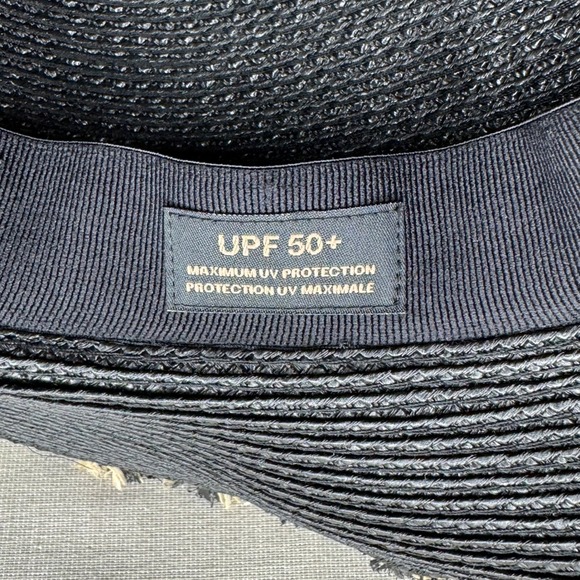 UPF 50+
MAXIMUM UV PROTECTION
PROTECTION UV MAXIMALE